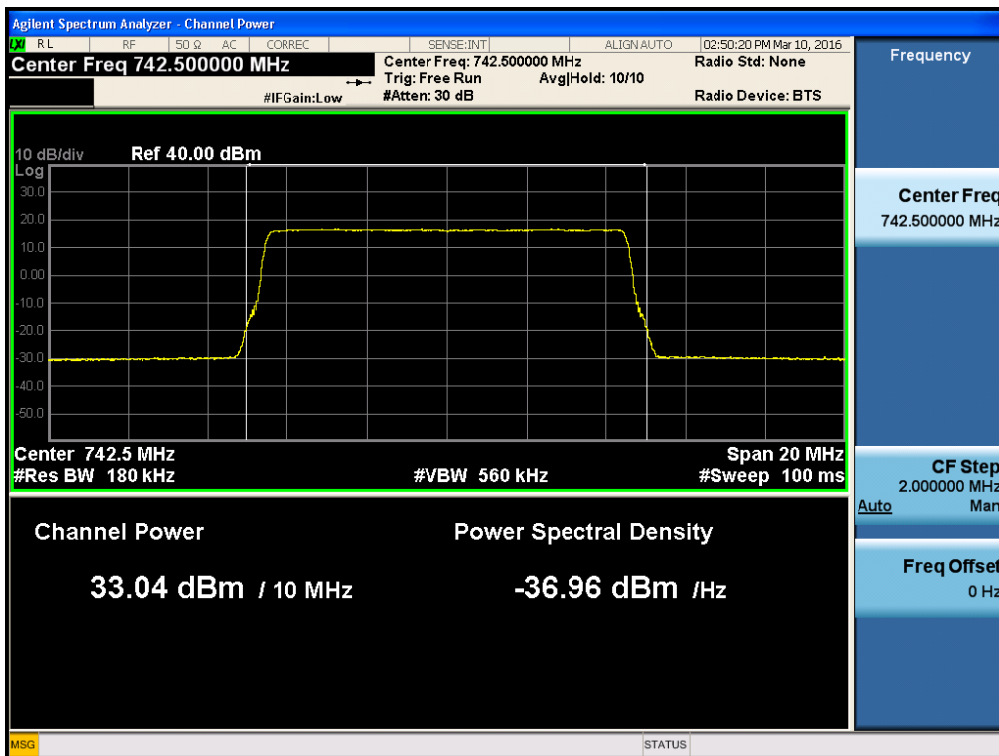 Agilent Spectrum Analyzer - Channel Power
LXI RL RF 50 Ω AC CORREC SENSE:INT ALIGN AUTO 02:50:20 PM Mar 10, 2016
Center Freq 742.500000 MHz
Center Freq: 742.500000 MHz Radio Std: None
Trig: Free Run Avg|Hold: 10/10
#IFGain:Low #Atten: 30 dB Radio Device: BTS
10 dB/div Ref 40.00 dBm
Log
30.0
20.0
10.0
0.00
-10.0
-20.0
-30.0
-40.0
-50.0
Center 742.5 MHz Span 20 MHz
#Res BW 180 kHz #VBW 560 kHz #Sweep 100 ms
Channel Power Power Spectral Density
33.04 dBm / 10 MHz -36.96 dBm /Hz
Frequency
Center Freq
742.500000 MHz
CF Step
2.000000 MHz
Auto Man
Freq Offset
0 Hz
MSG STATUS